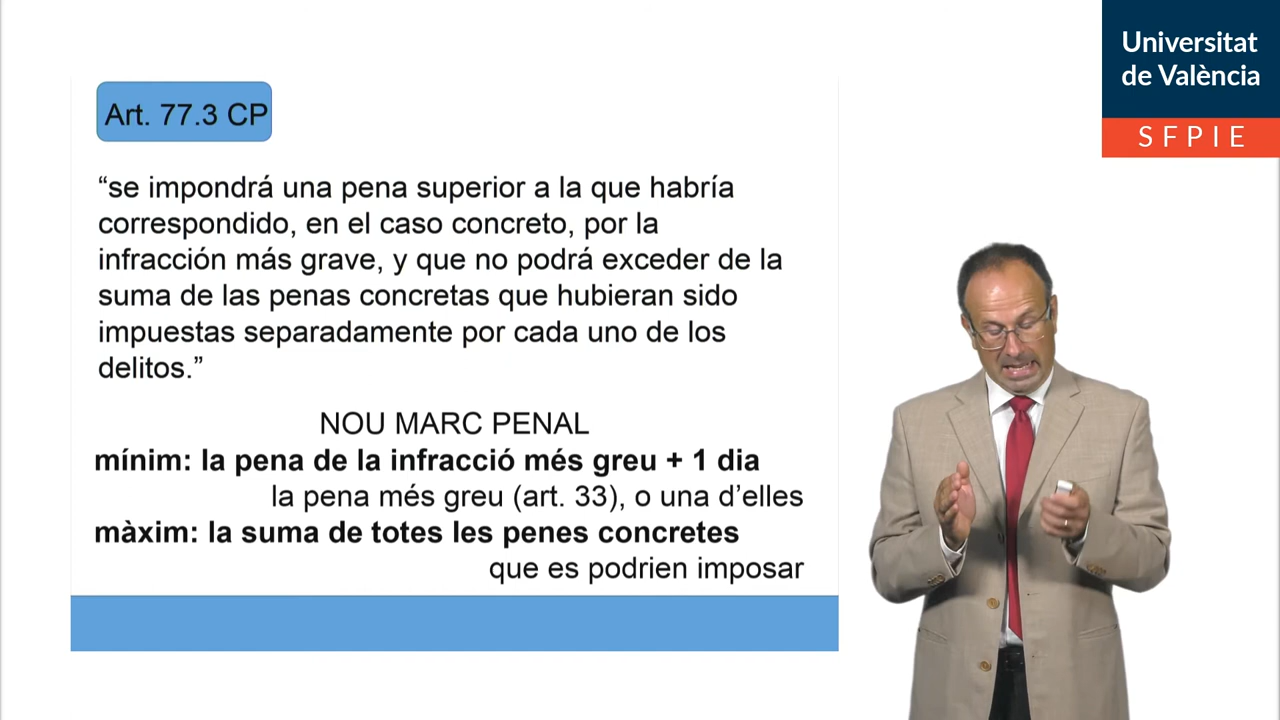 Universitat
de València
SFPIE
Art. 77.3 CP
“se impondrá una pena superior a la que habría
correspondido, en el caso concreto, por la
infracción más grave, y que no podrá exceder de la
suma de las penas concretas que hubieran sido
impuestas separadamente por cada uno de los
delitos.”
NOU MARC PENAL
mínim: la pena de la infracció més greu + 1 dia
la pena més greu (art. 33), o una d’elles
màxim: la suma de totes les penes concretes
que es podrien imposar